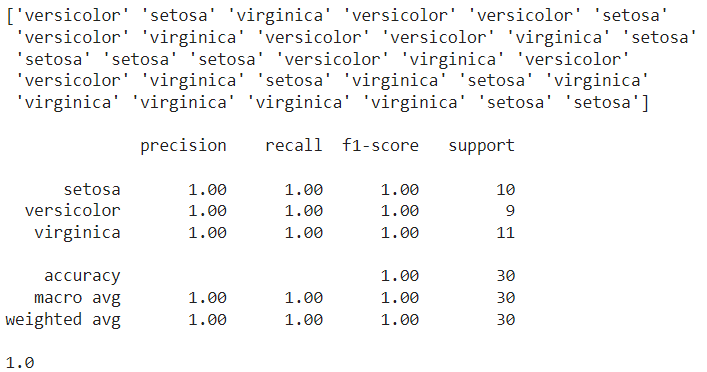 ['versicolor' 'setosa' 'virginica' 'versicolor' 'versicolor' 'setosa'
'versicolor' 'virginica' 'versicolor' 'versicolor' 'virginica' 'setosa'
'setosa' 'setosa' 'setosa' 'versicolor' 'virginica' 'versicolor'
'versicolor' 'virginica' 'setosa' 'virginica' 'setosa' 'virginica'
'virginica' 'virginica' 'virginica' 'virginica' 'setosa' 'setosa']
precision recall f1-score support
setosa 1.00 1.00 1.00 10
versicolor 1.00 1.00 1.00 9
virginica 1.00 1.00 1.00 11
accuracy 1.00 30
macro avg 1.00 1.00 1.00 30
weighted avg 1.00 1.00 1.00 30
1.0